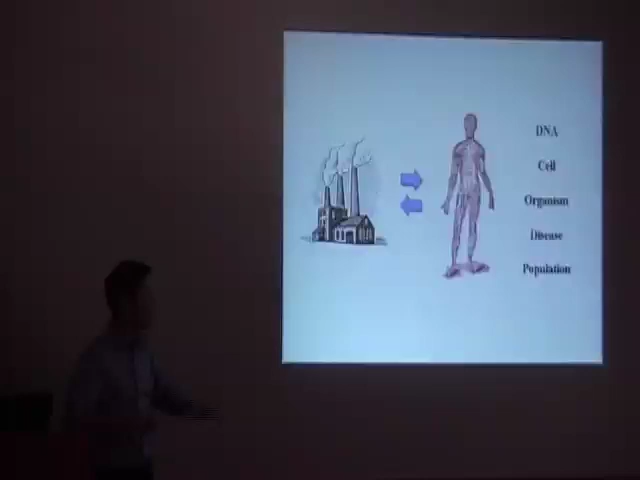 DNA
Cell
Organism
Disease
Population